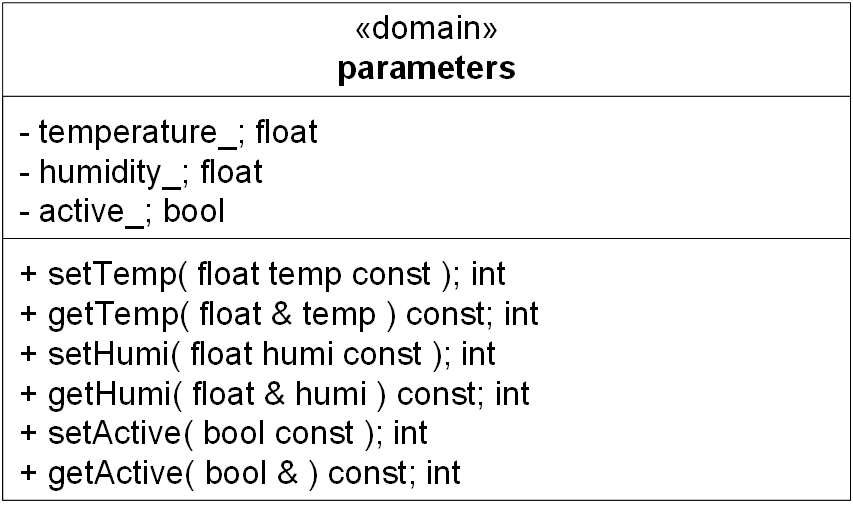 «domain»
parameters
- temperature_; float
- humidity_; float
- active_; bool
+ setTemp( float temp const ); int
+ getTemp( float & temp ) const; int
+ setHumi( float humi const ); int
+ getHumi( float & humi ) const; int
+ setActive( bool const ); int
+ getActive( bool & ) const; int